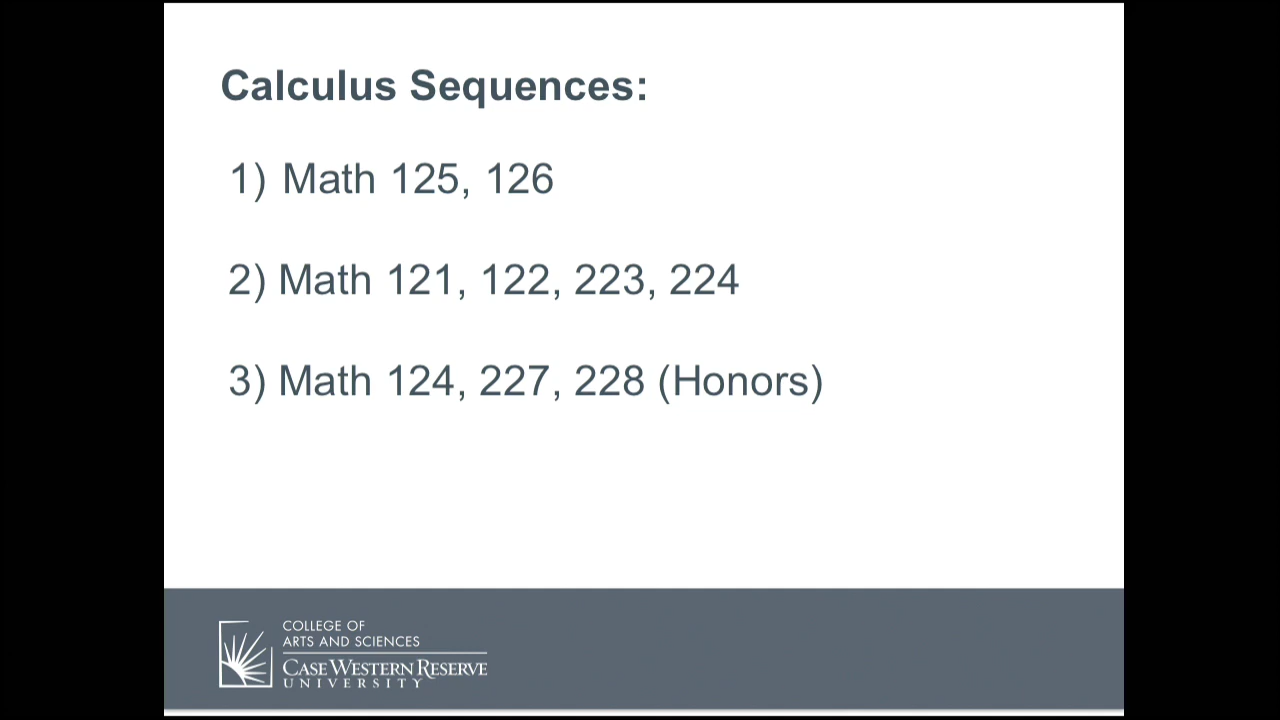 Calculus Sequences:
1) Math 125, 126
2) Math 121, 122, 223, 224
3) Math 124, 227, 228 (Honors)
COLLEGE OF
ARTS AND SCIENCES
CASE WESTERN RESERVE
UNIVERSITY